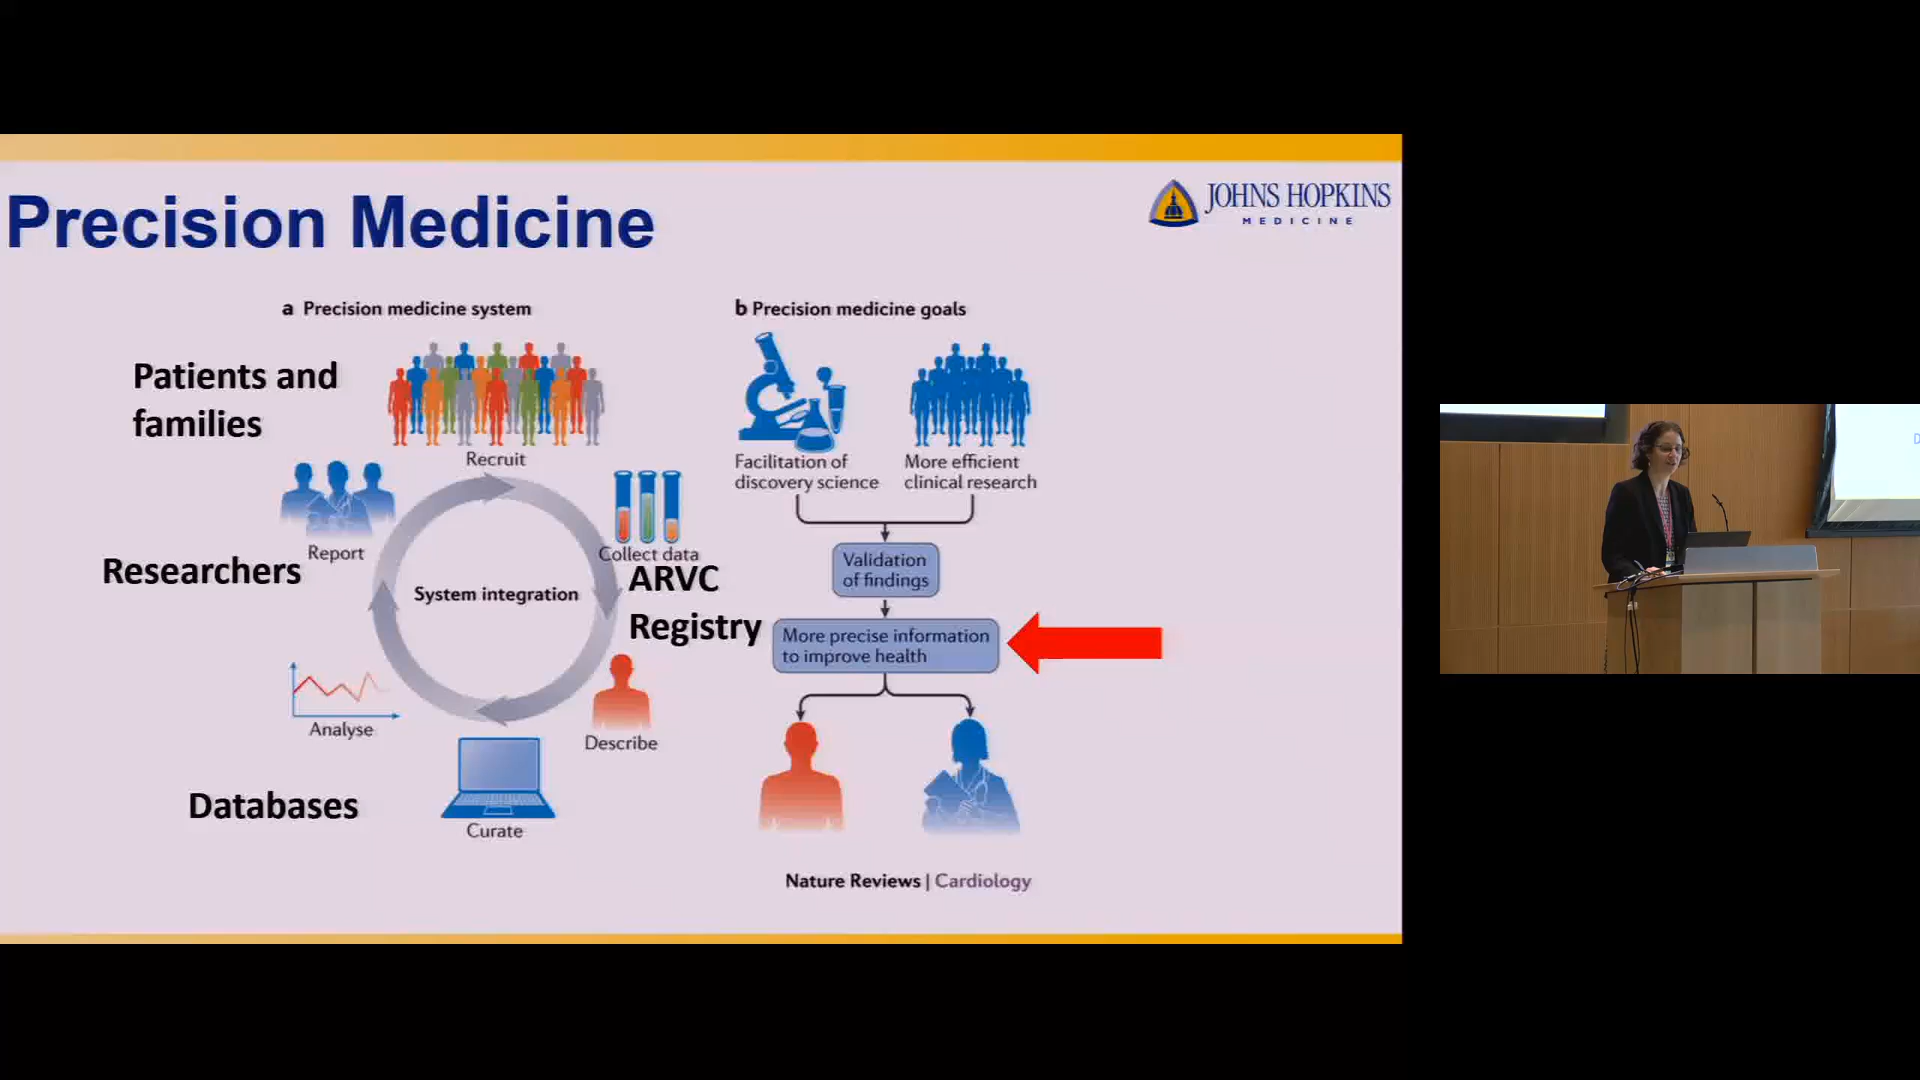 Precision Medicine
JOHNS HOPKINS
MEDICINE
a Precision medicine system
Patients and
families
Recruit
Report
Collect data
Researchers
ARVC
Registry
System integration
Analyse
Describe
Databases
Curate
b Precision medicine goals
Facilitation of
discovery science
More efficient
clinical research
Validation
of findings
More precise information
to improve health
Nature Reviews | Cardiology
D